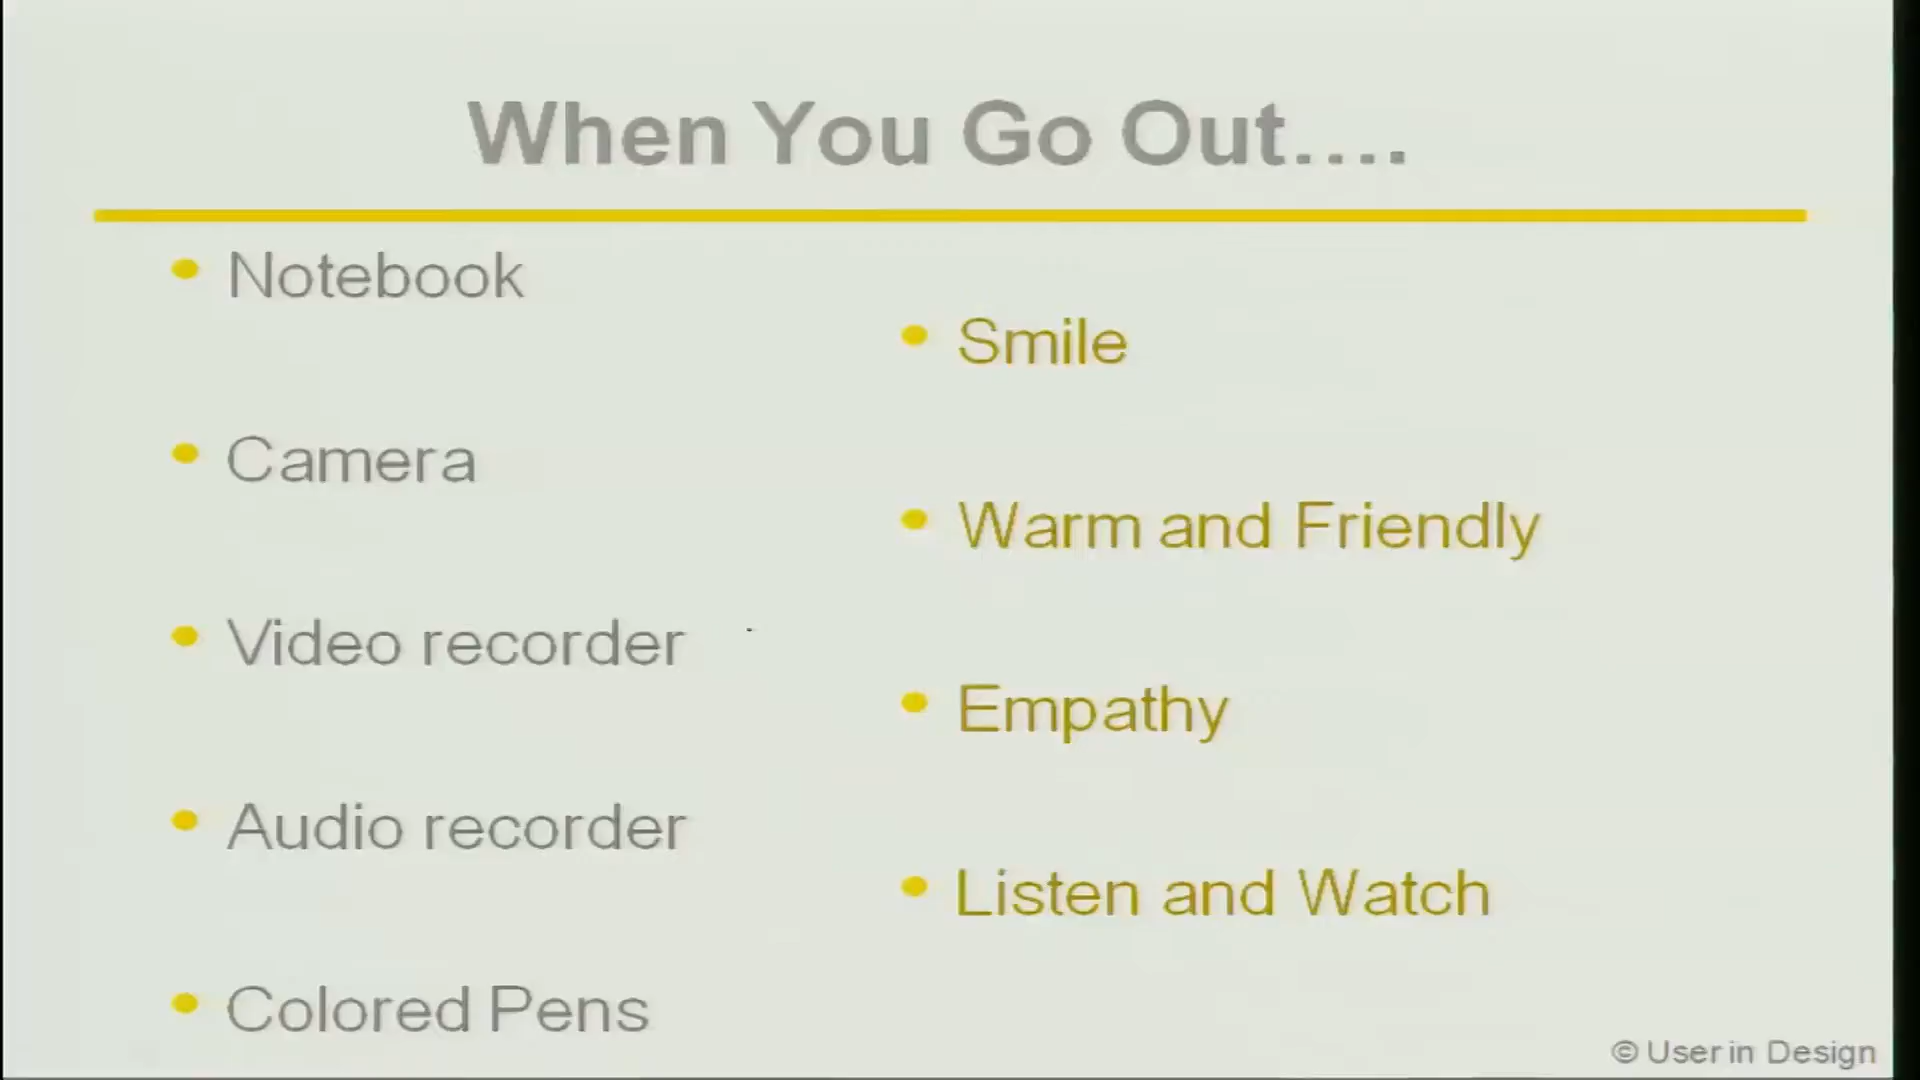 When You Go Out....
Notebook
Camera
Video recorder
Audio recorder
Colored Pens
Smile
Warm and Friendly
Empathy
Listen and Watch
© User in Design